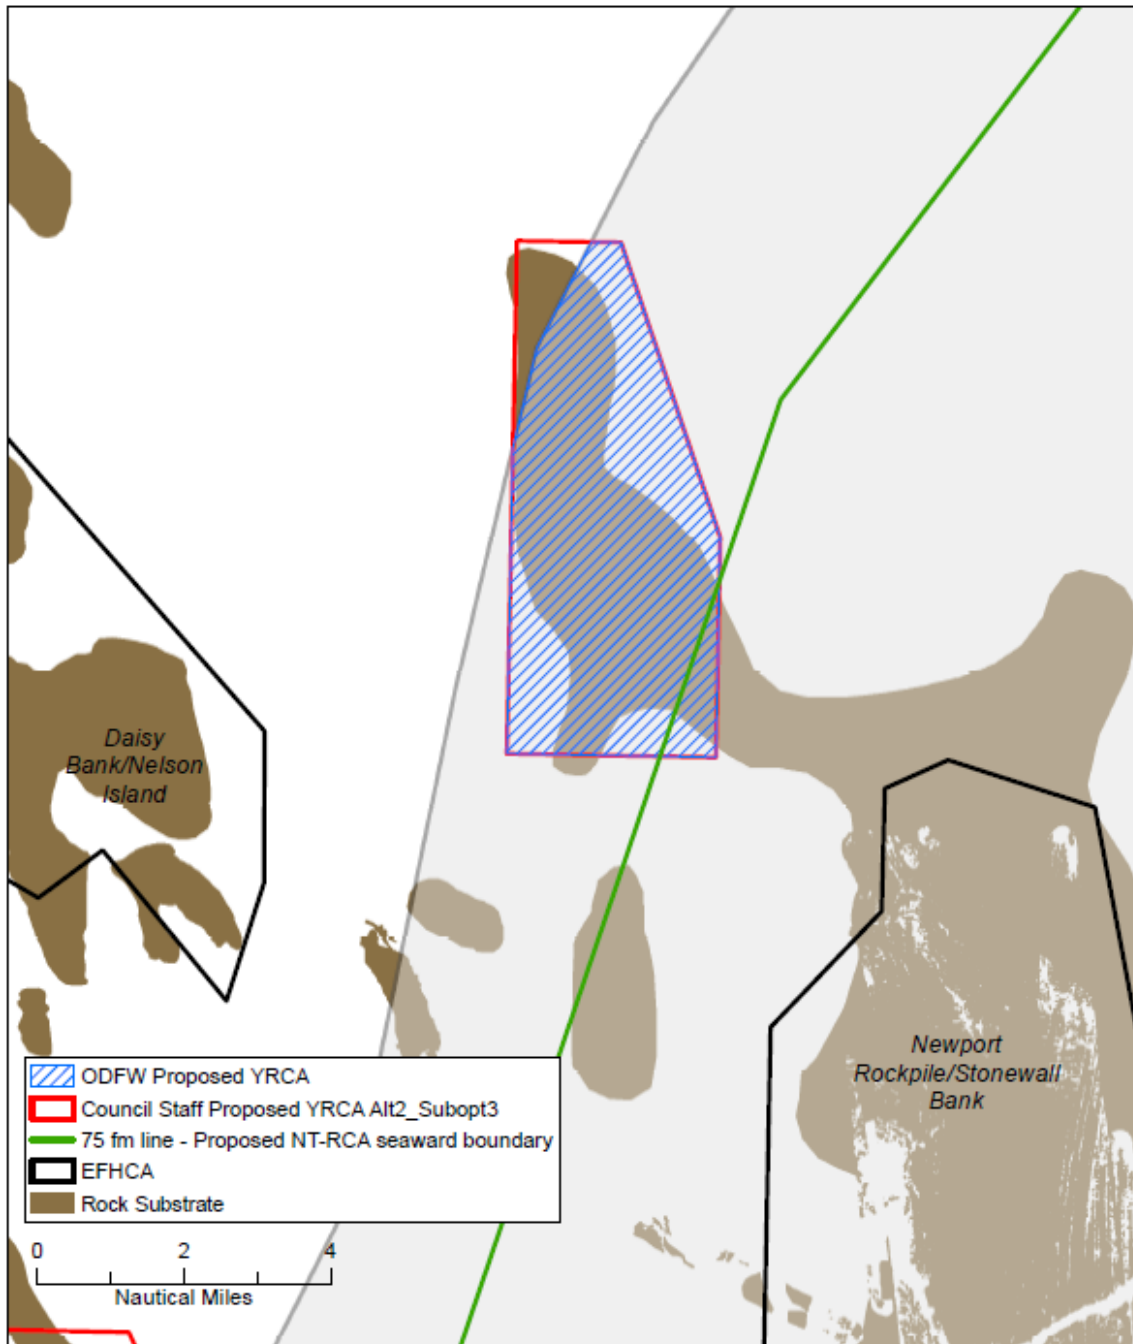 Daisy
Bank/Nelson
Island
Newport
Rockpile/Stonewall
Bank
ODFW Proposed YRCA
Council Staff Proposed YRCA Alt2_Subopt3
75 fm line - Proposed NT-RCA seaward boundary
EFHCA
Rock Substrate
0 2 4
Nautical Miles